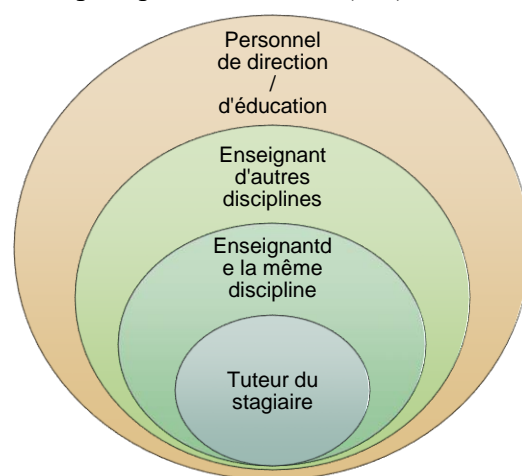 Personnel
de direction
/
d'éducation
Enseignant
d'autres
disciplines
Enseignantd
e la même
discipline
Tuteur du
stagiaire